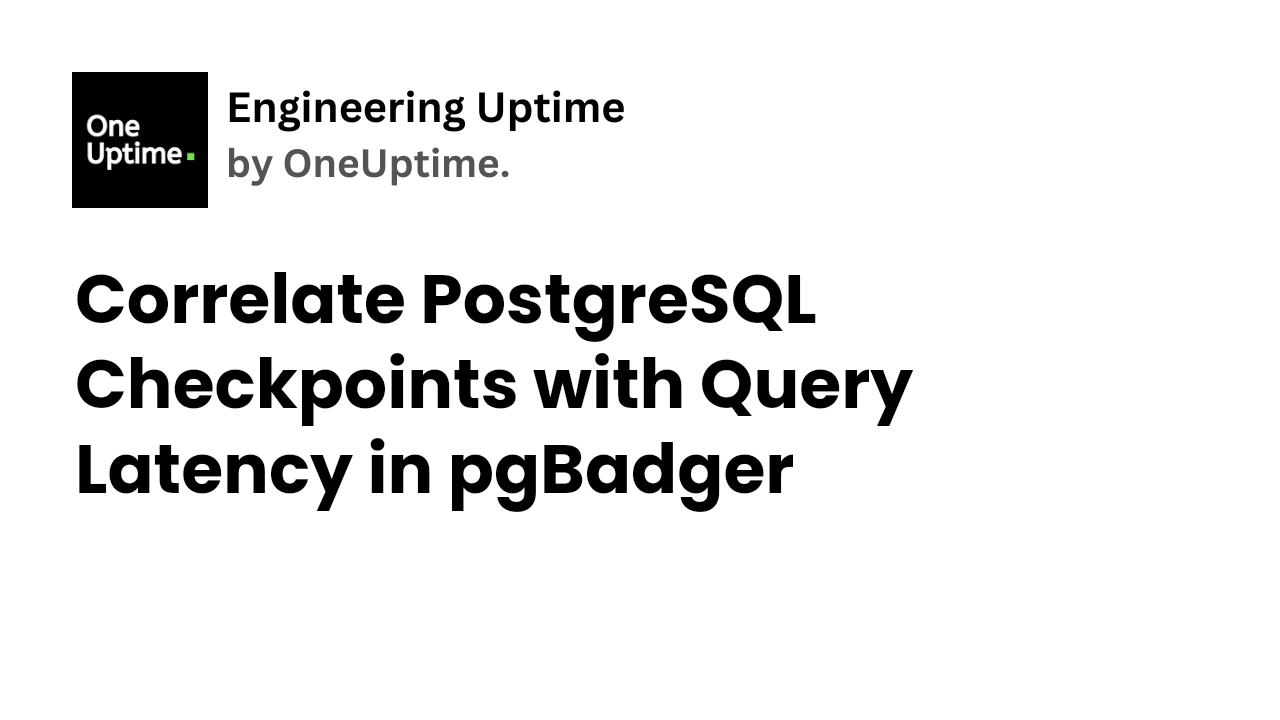 One
Uptime
Engineering Uptime
by OneUptime.
Correlate PostgreSQL
Checkpoints with Query
Latency in pgBadger